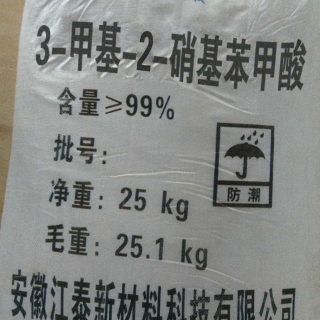 3-甲基-2-硝基苯甲酸
含量≥99%
批号:
净重: 25 kg
防潮
毛重: 25.1 kg
安徽江泰新材料科技有限公司